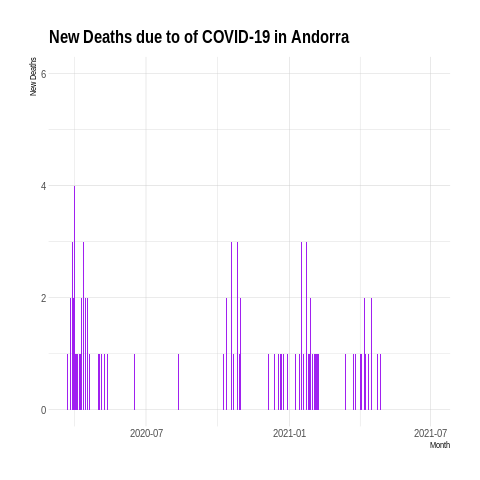 New Deaths due to of COVID-19 in Andorra
New Deaths
6
4
2
0
2020-07
2021-01
2021-07
Month